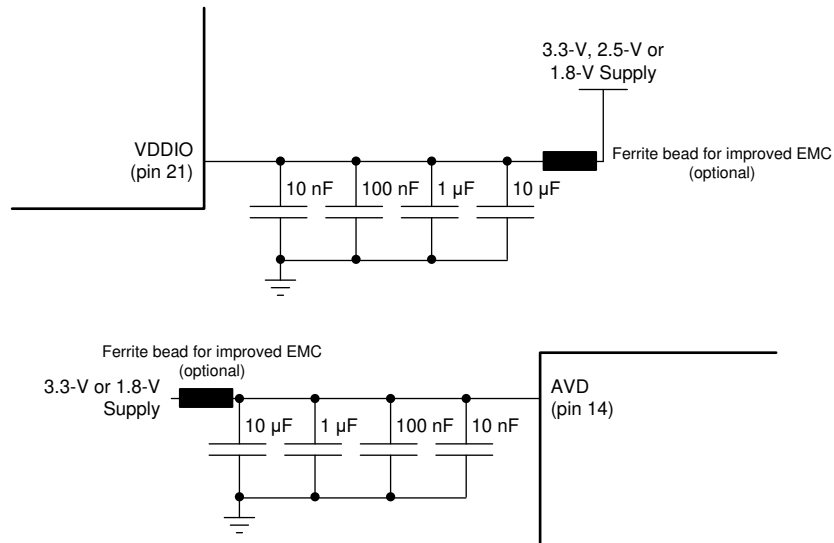 3.3-V, 2.5-V or
1.8-V Supply
VDDIO
(pin 21)
Ferrite bead for improved EMC
(optional)
10 nF
100 nF
1 µF
10 µF
Ferrite bead for improved EMC
(optional)
3.3-V or 1.8-V
Supply
AVD
(pin 14)
10 µF
1 µF
100 nF
10 nF